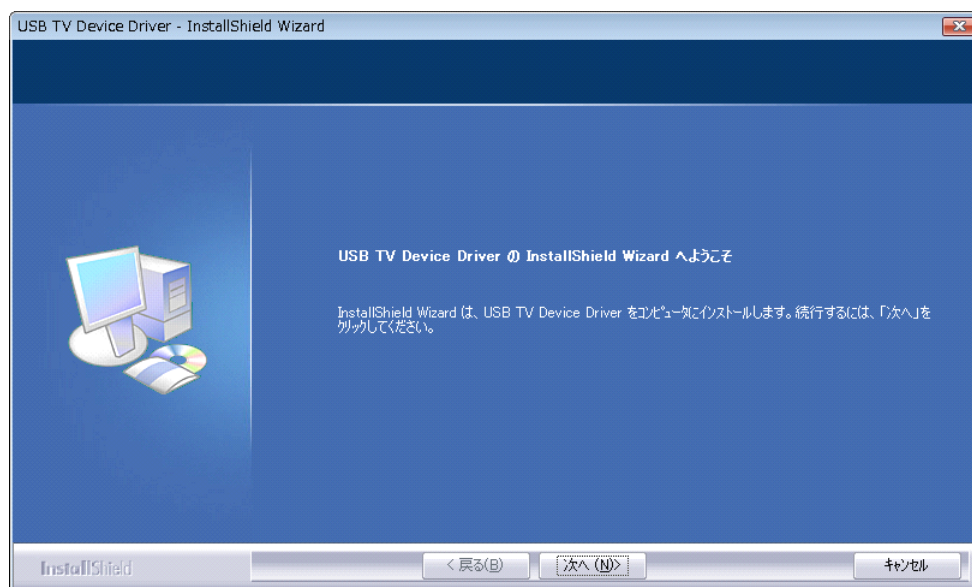 USB TV Device Driver - InstallShield Wizard
USB TV Device Driver の InstallShield Wizard へようこそ
InstallShield Wizard は、USB TV Device Driver をｺﾝﾋﾟｭｰﾀにインストールします。続行するには、「次へ」を
ｸﾘｯｸしてください。
InstallShield
< 戻る(B)
次へ (N)>
ｷｬﾝｾﾙ